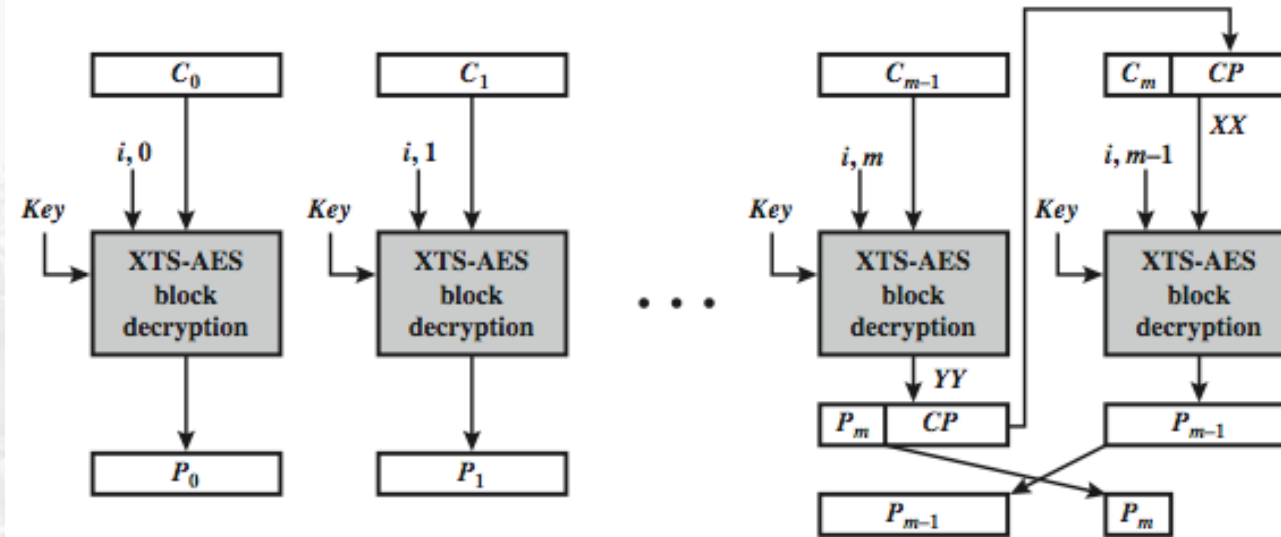 C₀ C₁ Cₘ₋₁ Cₘ CP
XX
i, 0 i, 1 i, m i, m–1
Key Key Key Key
XTS-AES XTS-AES XTS-AES XTS-AES
block block block block
decryption decryption • • • decryption decryption
YY
Pₘ CP Pₘ₋₁
P₀ P₁
Pₘ₋₁ Pₘ